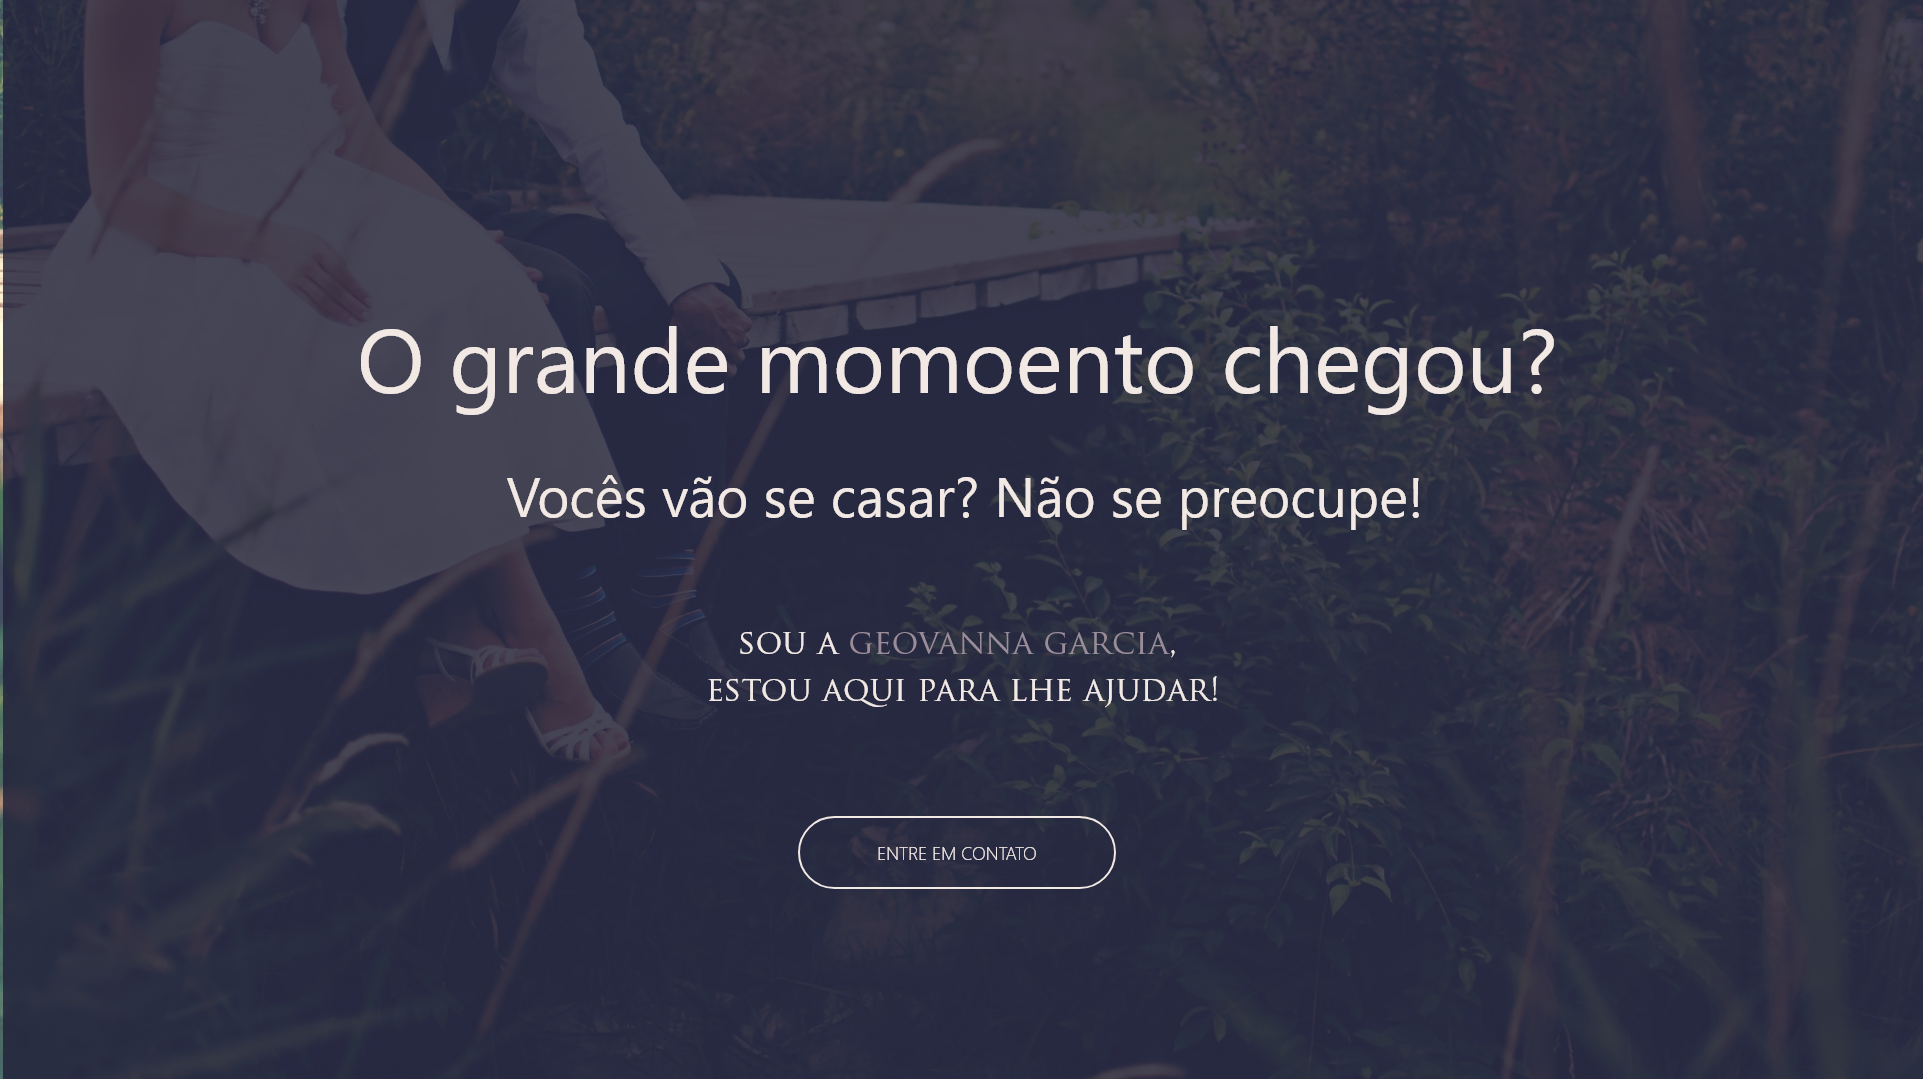 O grande momoento chegou?
Vocês vão se casar? Não se preocupe!
SOU A GEOVANNA GARCIA,
ESTOU AQUI PARA LHE AJUDAR!
ENTRE EM CONTATO